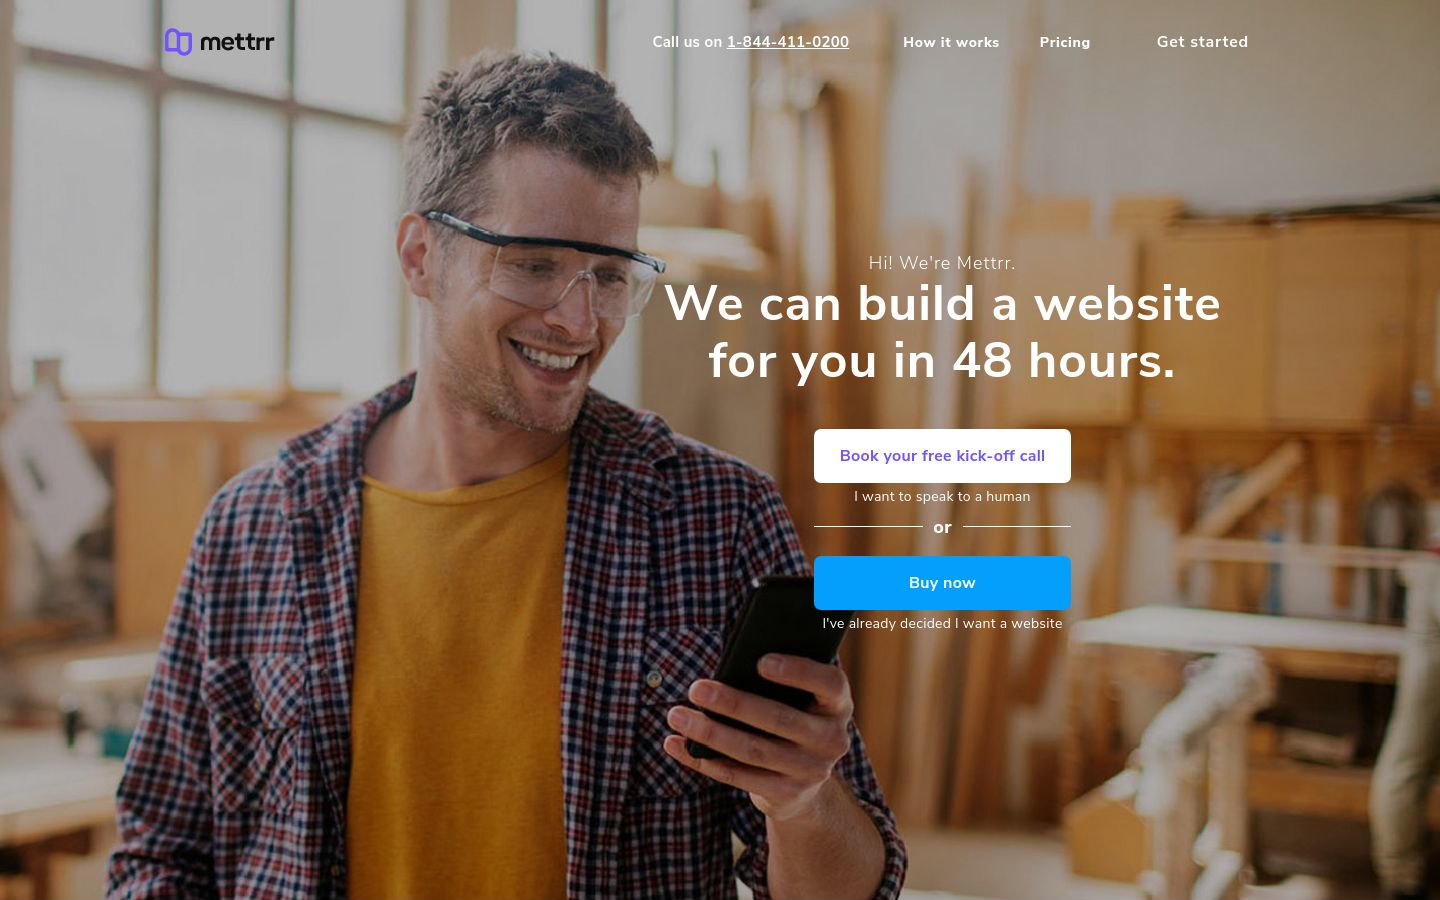 mettrr
Call us on 1-844-411-0200
How it works
Pricing
Get started
Hi! We're Mettrr.
We can build a website
for you in 48 hours.
Book your free kick-off call
I want to speak to a human
or
Buy now
I've already decided I want a website